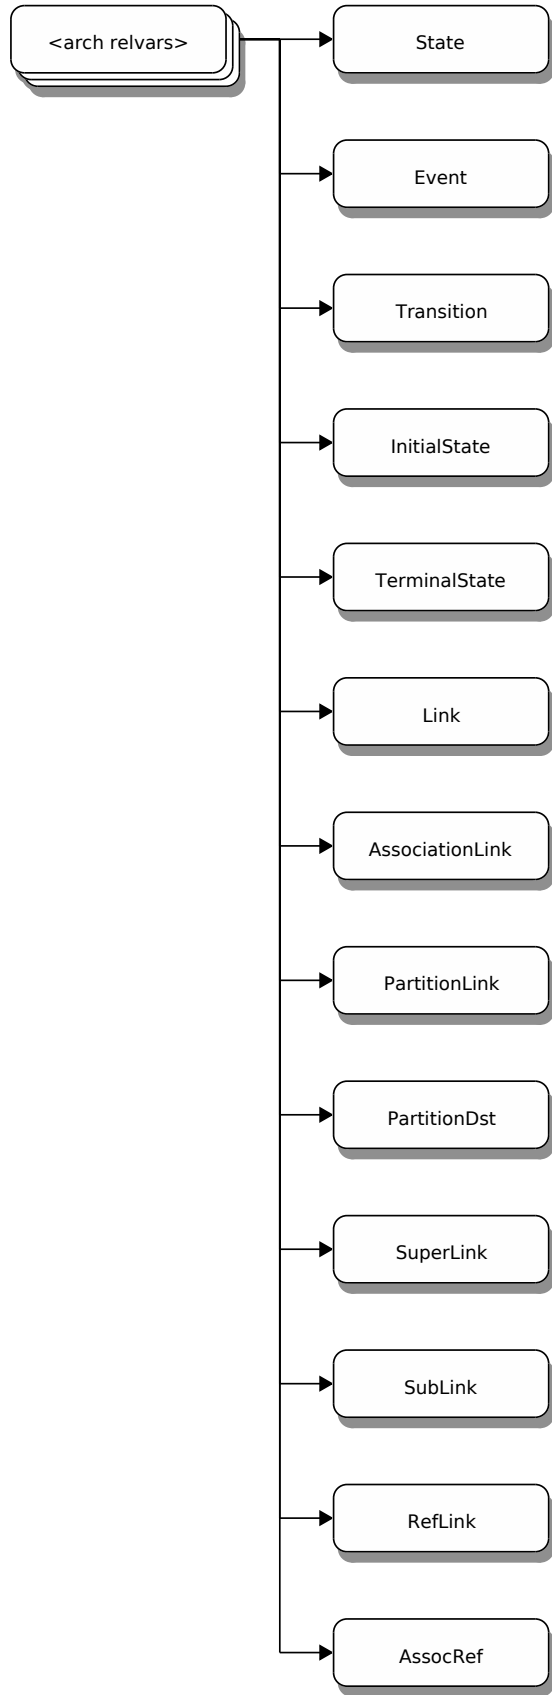 <arch relvars>
State
Event
Transition
InitialState
TerminalState
Link
AssociationLink
PartitionLink
PartitionDst
SuperLink
SubLink
RefLink
AssocRef